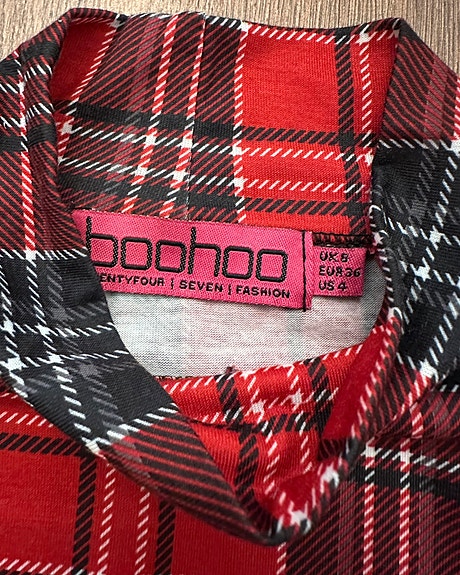 boohoo
ENTYFOUR | SEVEN | FASHION
UK 8
EUR 36
US 4